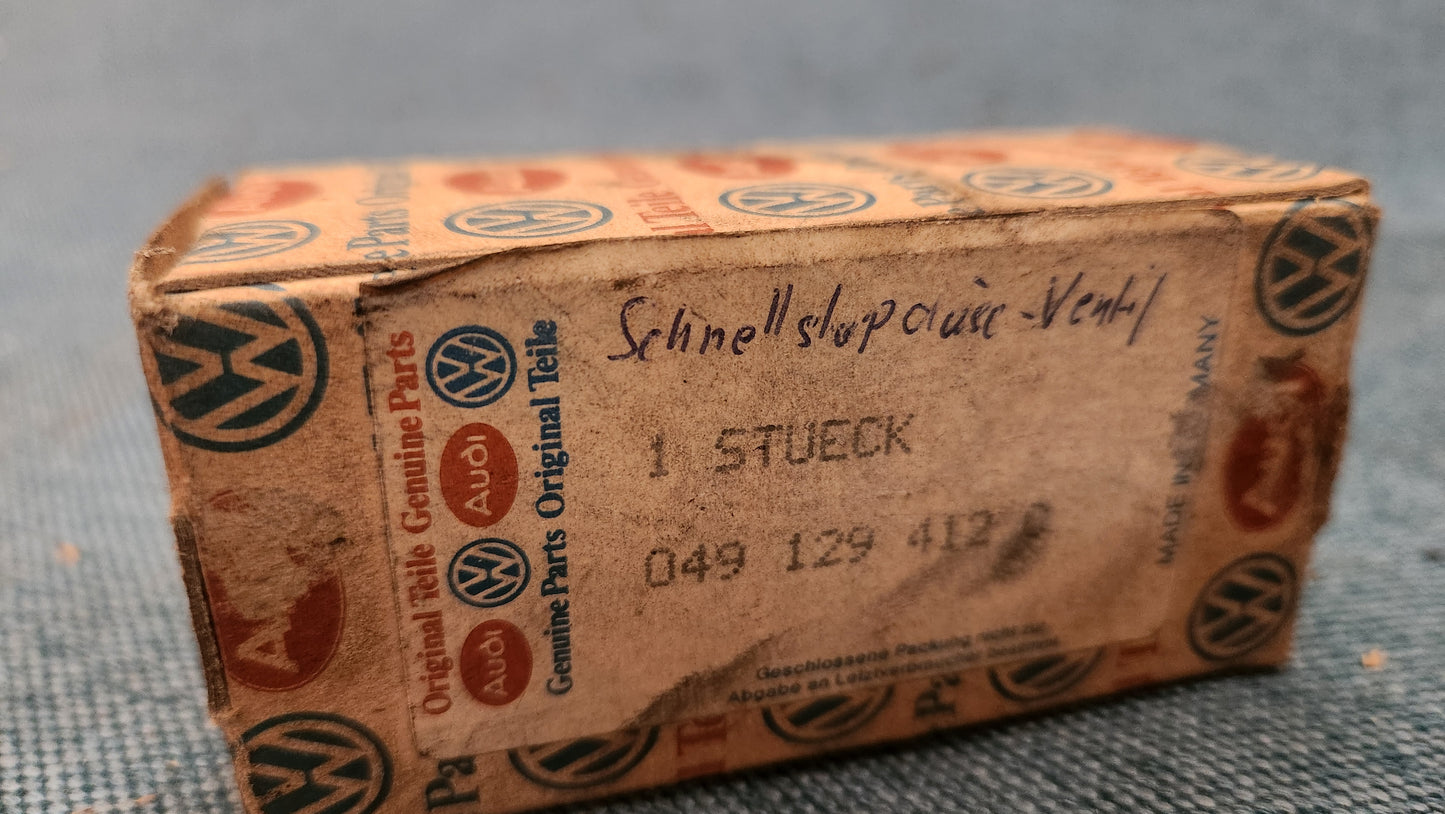 Schnellstopdüse-Ventil
1 STUECK
049 129 412
Geschlossene Packung nicht zur
Abgabe an Letztverbraucher bestimmt
MADE IN
MANY
Original Teile Genuine Parts
Audi
Audi
Genuine Parts Original Teile